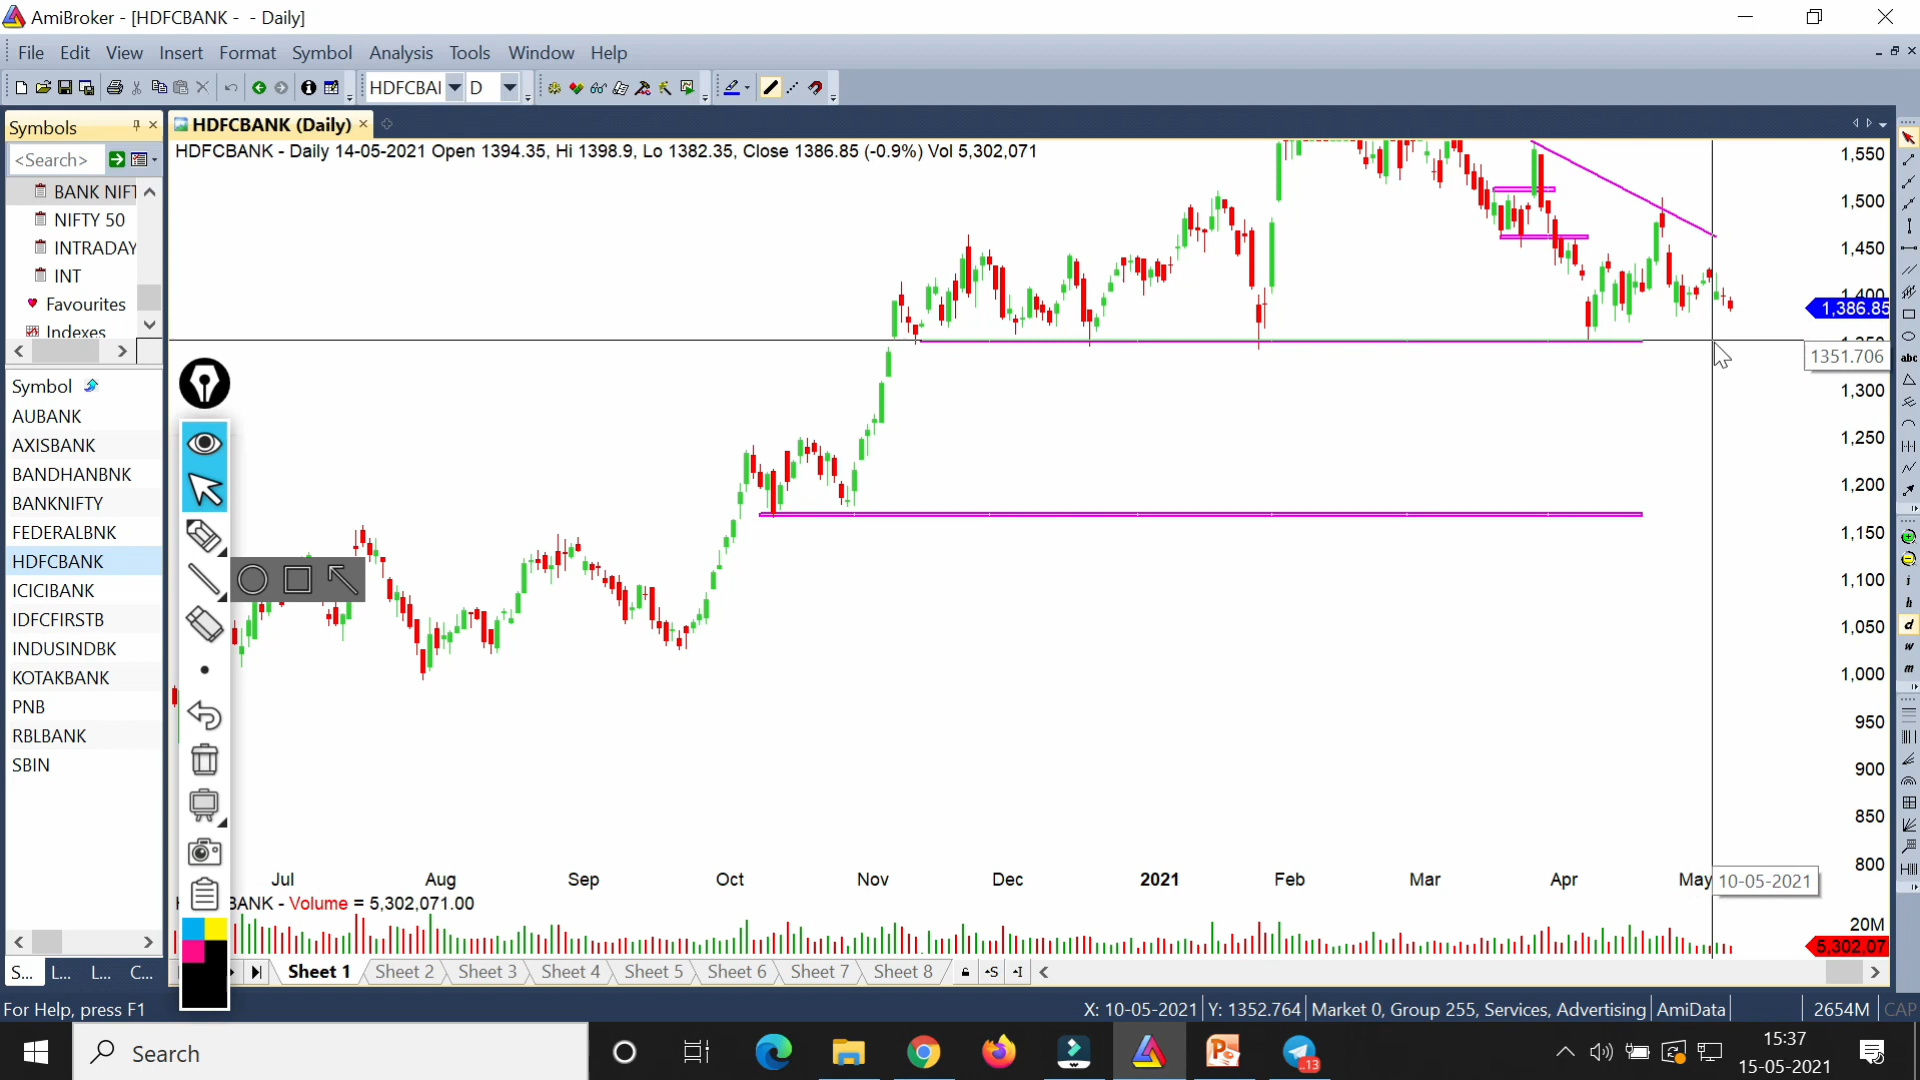 AmiBroker - [HDFCBANK - - Daily]
File Edit View Insert Format Symbol Analysis Tools Window Help
HDFCBAI D
Symbols
HDFCBANK (Daily)
<Search>
HDFCBANK - Daily 14-05-2021 Open 1394.35, Hi 1398.9, Lo 1382.35, Close 1386.85 (-0.9%) Vol 5,302,071
BANK NIFT
NIFTY 50
INTRADAY
INT
Favourites
Indexes
Symbol
AUBANK
AXISBANK
BANDHANBNK
BANKNIFTY
FEDERALBNK
HDFCBANK
ICICIBANK
IDFCFIRSTB
INDUSINDBK
KOTAKBANK
PNB
RBLBANK
SBIN
1,550
1,500
1,450
1,400
1,386.85
1351.706
1,300
1,250
1,200
1,150
1,100
1,050
1,000
950
900
850
800
abc
i
h
d
w
m
Jul Aug Sep Oct Nov Dec 2021 Feb Mar Apr May 10-05-2021
BANK - Volume = 5,302,071.00
20M
5,302,07
S... L... L... C...
Sheet 1 Sheet 2 Sheet 3 Sheet 4 Sheet 5 Sheet 6 Sheet 7 Sheet 8
For Help, press F1
X: 10-05-2021 Y: 1352.764 Market 0, Group 255, Services, Advertising AmiData 2654M CAP
Search
..13
15:37
15-05-2021